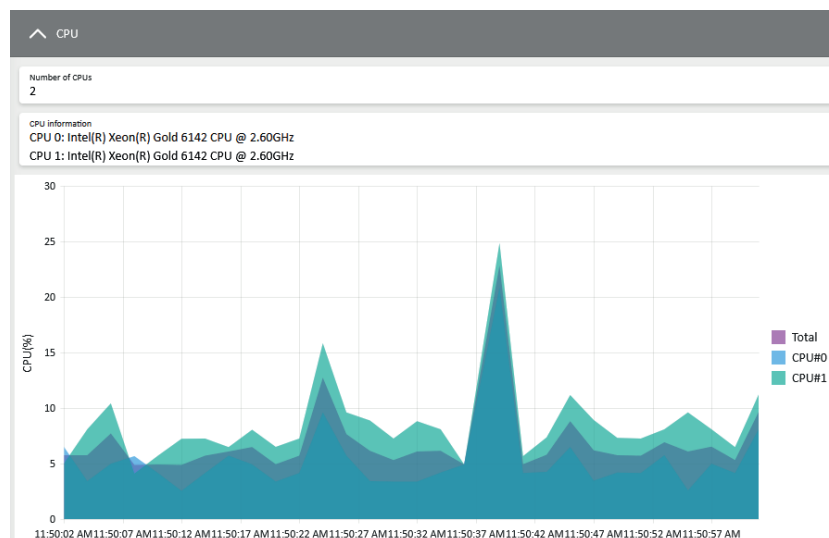 CPU
Number of CPUs
2
CPU information
CPU 0: Intel(R) Xeon(R) Gold 6142 CPU @ 2.60GHz
CPU 1: Intel(R) Xeon(R) Gold 6142 CPU @ 2.60GHz
30
25
20
15
10
5
0
CPU(%)
Total
CPU#0
CPU#1
11:50:02 AM11:50:07 AM11:50:12 AM11:50:17 AM11:50:22 AM11:50:27 AM11:50:32 AM11:50:37 AM11:50:42 AM11:50:47 AM11:50:52 AM11:50:57 AM